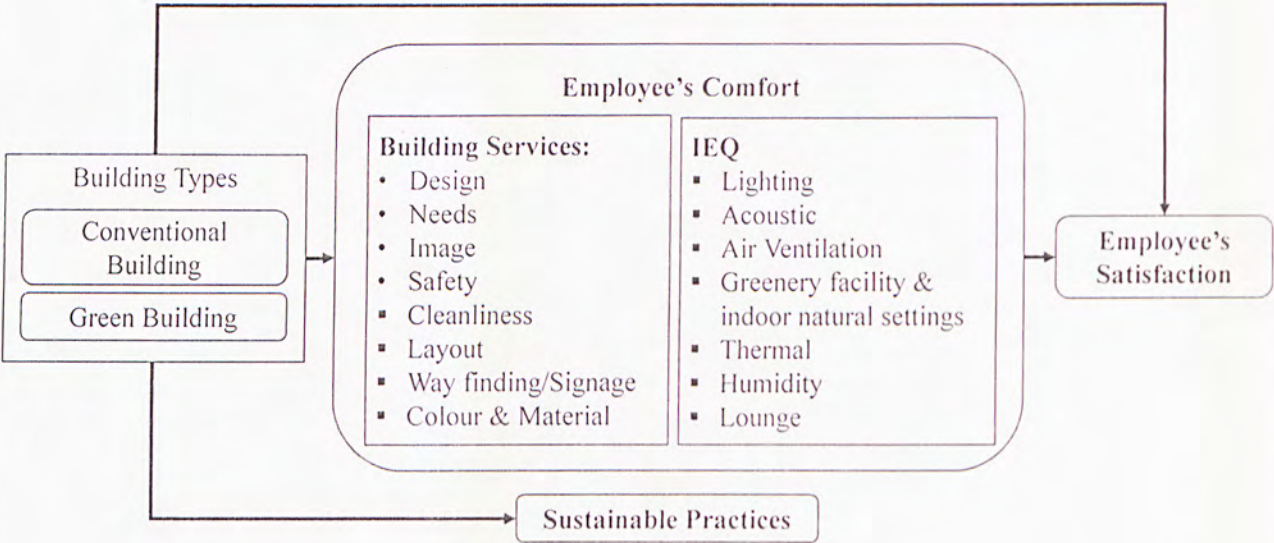 Employee's Comfort
Building Types
Conventional
Building
Green Building
Building Services:
• Design
• Needs
• Image
• Safety
▪ Cleanliness
▪ Layout
▪ Way finding/Signage
▪ Colour & Material
IEQ
▪ Lighting
▪ Acoustic
▪ Air Ventilation
▪ Greenery facility &
indoor natural settings
▪ Thermal
▪ Humidity
▪ Lounge
Employee's
Satisfaction
Sustainable Practices